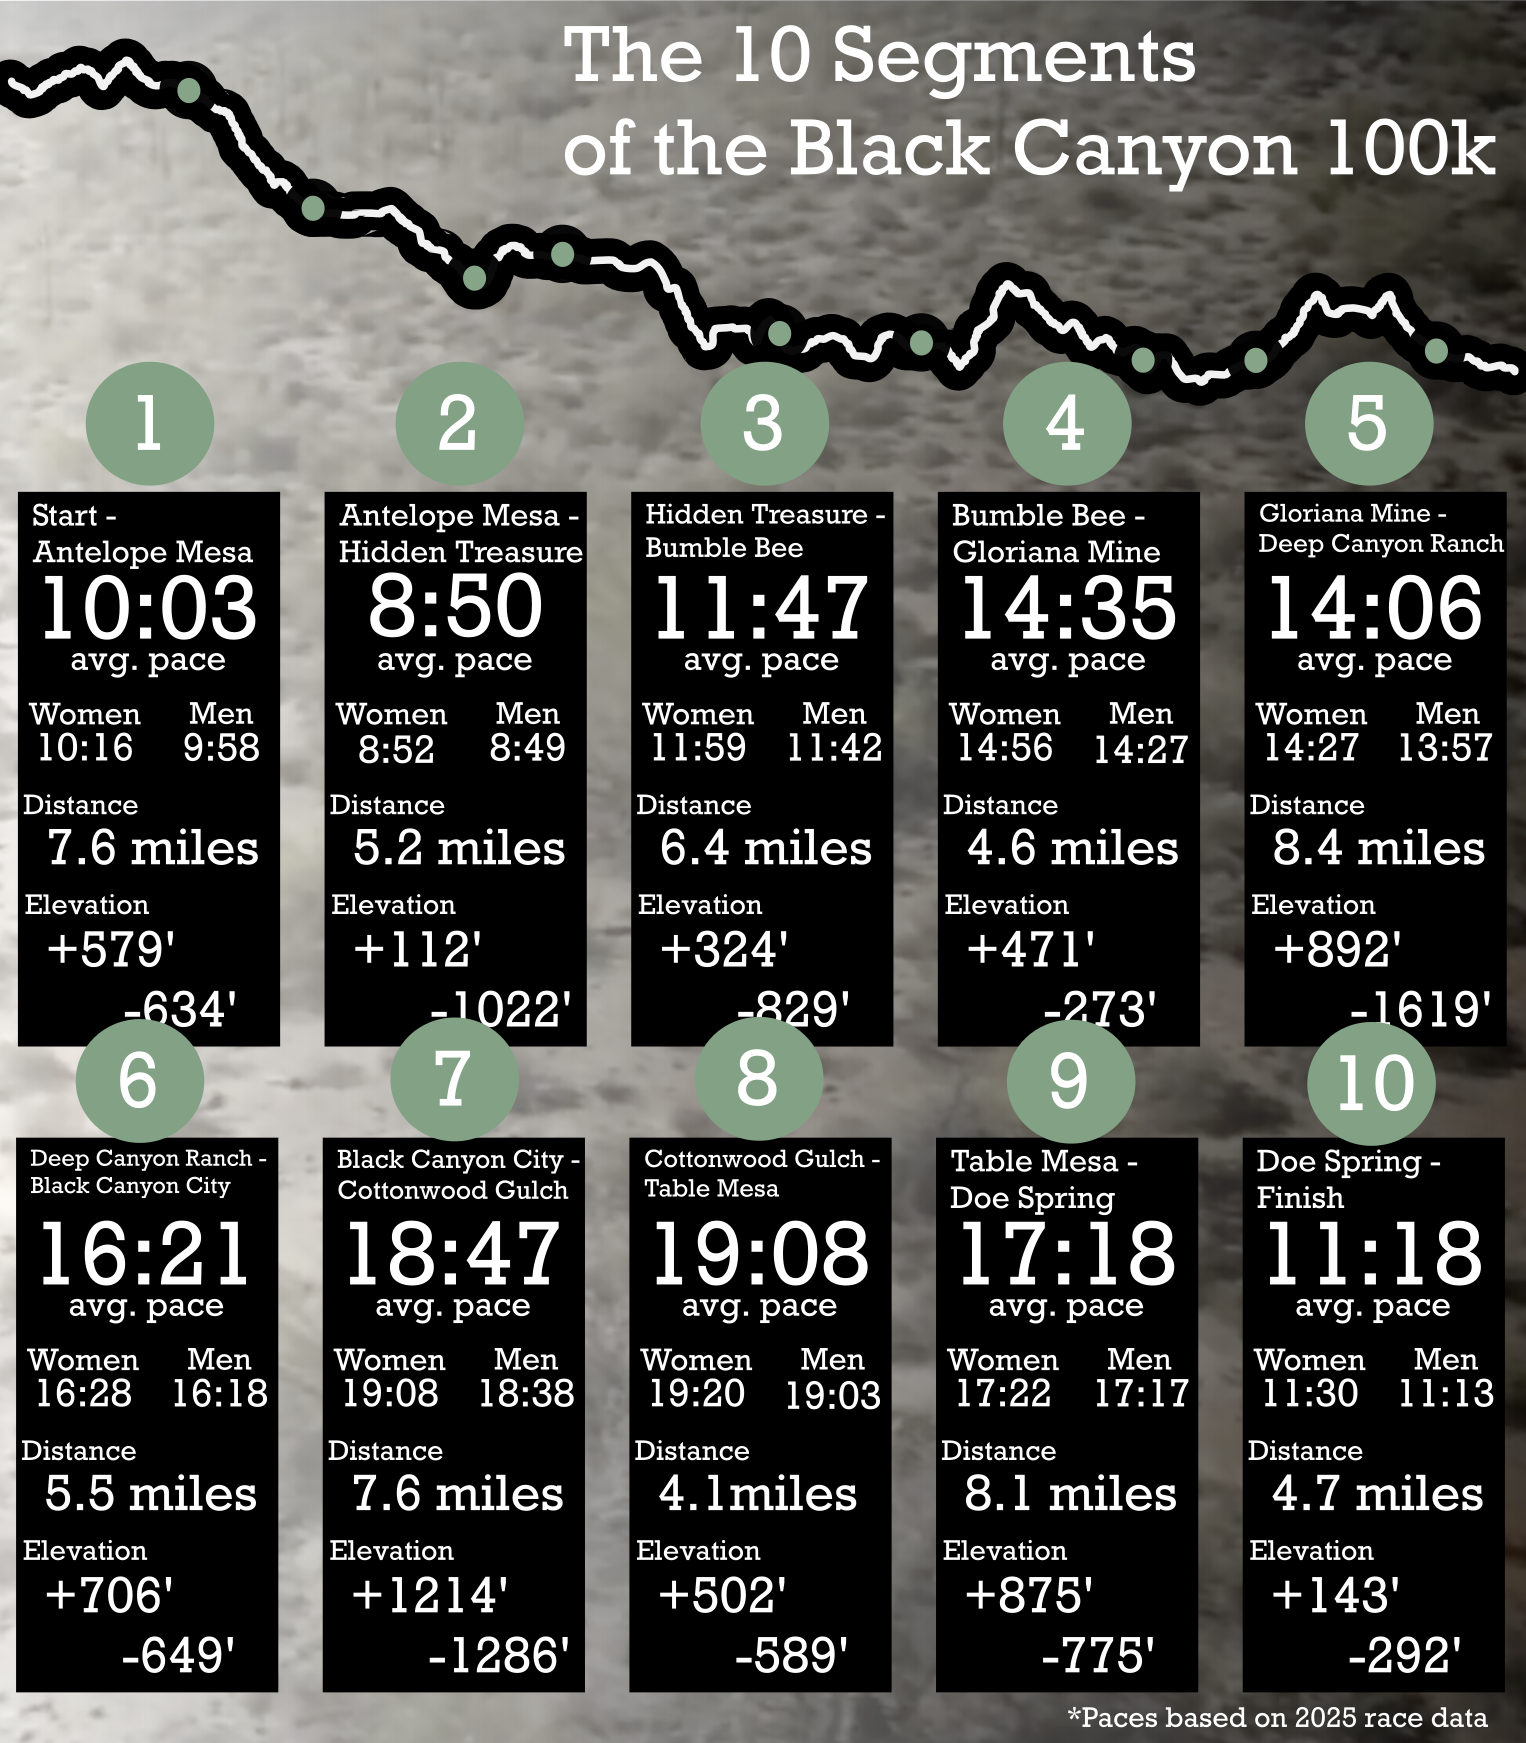 The 10 Segments
of the Black Canyon 100k
1
Start -
Antelope Mesa
10:03
avg. pace
Women Men
10:16 9:58
Distance
7.6 miles
Elevation
+579'
-634'
2
Antelope Mesa -
Hidden Treasure
8:50
avg. pace
Women Men
8:52 8:49
Distance
5.2 miles
Elevation
+112'
-1022'
3
Hidden Treasure -
Bumble Bee
11:47
avg. pace
Women Men
11:59 11:42
Distance
6.4 miles
Elevation
+324'
-829'
4
Bumble Bee -
Gloriana Mine
14:35
avg. pace
Women Men
14:56 14:27
Distance
4.6 miles
Elevation
+471'
-273'
5
Gloriana Mine -
Deep Canyon Ranch
14:06
avg. pace
Women Men
14:27 13:57
Distance
8.4 miles
Elevation
+892'
-1619'
6
Deep Canyon Ranch -
Black Canyon City
16:21
avg. pace
Women Men
16:28 16:18
Distance
5.5 miles
Elevation
+706'
-649'
7
Black Canyon City -
Cottonwood Gulch
18:47
avg. pace
Women Men
19:08 18:38
Distance
7.6 miles
Elevation
+1214'
-1286'
8
Cottonwood Gulch -
Table Mesa
19:08
avg. pace
Women Men
19:20 19:03
Distance
4.1miles
Elevation
+502'
-589'
9
Table Mesa -
Doe Spring
17:18
avg. pace
Women Men
17:22 17:17
Distance
8.1 miles
Elevation
+875'
-775'
10
Doe Spring -
Finish
11:18
avg. pace
Women Men
11:30 11:13
Distance
4.7 miles
Elevation
+143'
-292'
*Paces based on 2025 race data